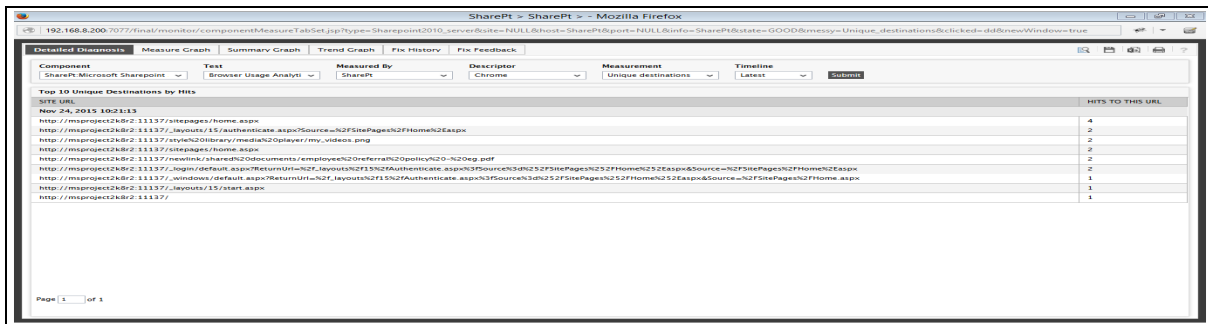 SharePt > SharePt > - Mozilla Firefox
192.168.8.200:7077/final/monitor/componentMeasureTabSet.jsp?type=Sharepoint2010_server&site=NULL&host=SharePt&port=NULL&info=SharePt&state=GOOD&messy=Unique_destinations&clicked=dd&newWindow=true
Detailed Diagnosis Measure Graph Summary Graph Trend Graph Fix History Fix Feedback
Component Test Measured By Descriptor Measurement Timeline
SharePt:Microsoft Sharepoint Browser Usage Analyti SharePt Chrome Unique destinations Latest Submit
Top 10 Unique Destinations by Hits
SITE URL HITS TO THIS URL
Nov 24, 2015 10:21:13
http://msproject2k8r2:11137/sitepages/home.aspx 4
http://msproject2k8r2:11137/_layouts/15/authenticate.aspx?Source=%2FSitePages%2FHome%2Easpx 2
http://msproject2k8r2:11137/style%20library/media%20player/my_videos.png 2
http://msproject2k8r2:11137/sitepages/home.aspx 2
http://msproject2k8r2:11137/newlink/shared%20documents/employee%20referral%20policy%20-%20eg.pdf 2
http://msproject2k8r2:11137/_login/default.aspx?ReturnUrl=%2f_layouts%2f15%2fAuthenticate.aspx%3fSource%3d%252FSitePages%252FHome%252Easpx&Source=%2FSitePages%2FHome%2Easpx 2
http://msproject2k8r2:11137/_windows/default.aspx?ReturnUrl=%2f_layouts%2f15%2fAuthenticate.aspx%3fSource%3d%252FSitePages%252FHome%252Easpx&Source=%2FSitePages%2FHome.aspx 1
http://msproject2k8r2:11137/_layouts/15/start.aspx 1
http://msproject2k8r2:11137/ 1
Page 1 of 1